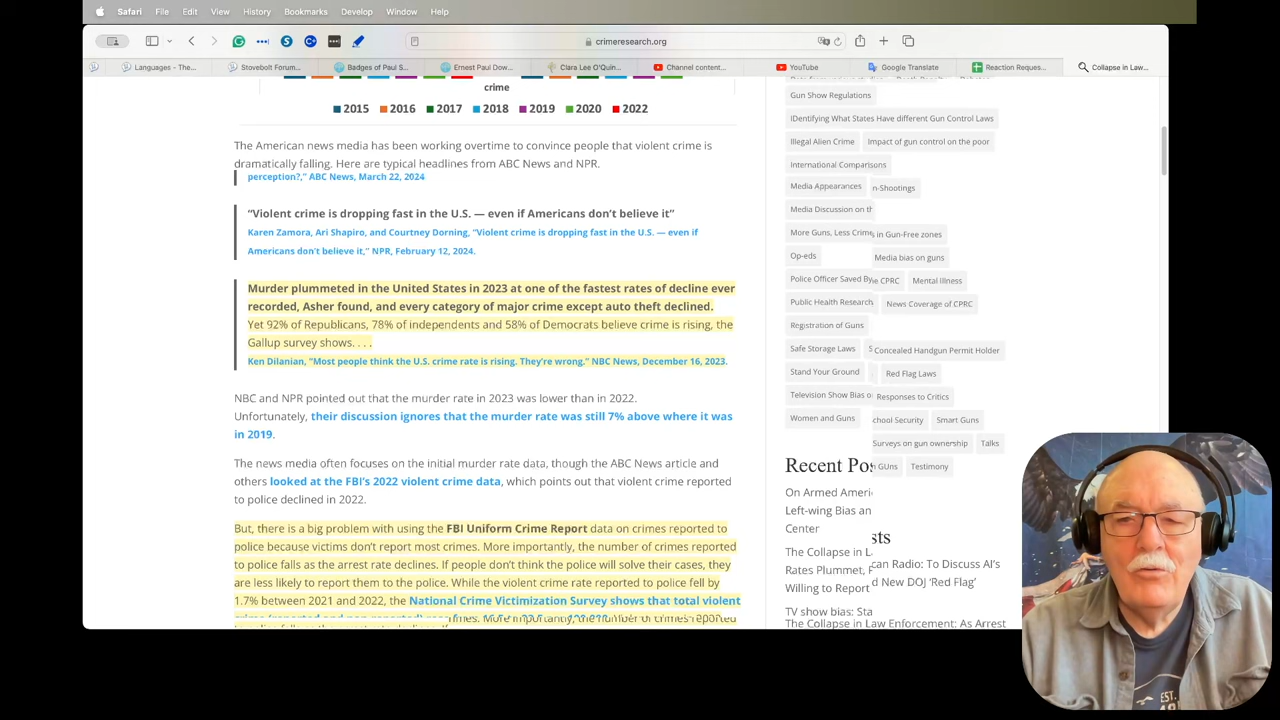 Safari File Edit View History Bookmarks Develop Window Help
crimeresearch.org
Languages - The... Stovebolt Forum... Badges of Paul S... Ernest Paul Dow... Clara Lee O'Quin... Channel content... YouTube Google Translate Reaction Reques... Collapse in Law...
crime
2015 2016 2017 2018 2019 2020 2022
The American news media has been working overtime to convince people that violent crime is
dramatically falling. Here are typical headlines from ABC News and NPR.
perception?,” ABC News, March 22, 2024
“Violent crime is dropping fast in the U.S. — even if Americans don’t believe it”
Karen Zamora, Ari Shapiro, and Courtney Dorning, “Violent crime is dropping fast in the U.S. — even if
Americans don’t believe it,” NPR, February 12, 2024.
Murder plummeted in the United States in 2023 at one of the fastest rates of decline ever
recorded, Asher found, and every category of major crime except auto theft declined.
Yet 92% of Republicans, 78% of independents and 58% of Democrats believe crime is rising, the
Gallup survey shows. . . .
Ken Dilanian, “Most people think the U.S. crime rate is rising. They’re wrong.” NBC News, December 16, 2023.
NBC and NPR pointed out that the murder rate in 2023 was lower than in 2022.
Unfortunately, their discussion ignores that the murder rate was still 7% above where it was
in 2019.
The news media often focuses on the initial murder rate data, though the ABC News article and
others looked at the FBI’s 2022 violent crime data, which points out that violent crime reported
to police declined in 2022.
But, there is a big problem with using the FBI Uniform Crime Report data on crimes reported to
police because victims don’t report most crimes. More importantly, the number of crimes reported
to police falls as the arrest rate declines. If people don’t think the police will solve their cases, they
are less likely to report them to the police. While the violent crime rate reported to police fell by
1.7% between 2021 and 2022, the National Crime Victimization Survey shows that total violent
Gun Show Regulations
IDentifying What States Have different Gun Control Laws
Illegal Alien Crime Impact of gun control on the poor
International Comparisons
Media Appearances n-Shootings
Media Discussion on th
More Guns, Less Crime in Gun-Free zones
Op-eds Media bias on guns
Police Officer Saved By he CPRC Mental Illness
Public Health Research News Coverage of CPRC
Registration of Guns
Safe Storage Laws S Concealed Handgun Permit Holder
Stand Your Ground Red Flag Laws
Television Show Bias o Responses to Critics
Women and Guns chool Security Smart Guns
Surveys on gun ownership Talks
n GUns Testimony
Recent Pos
On Armed Ameri
Left-wing Bias an
Center
sts
The Collapse in L
can Radio: To Discuss AI’s
Rates Plummet, F
d New DOJ ‘Red Flag’
Willing to Report
TV show bias: Sta
The Collapse in Law Enforcement: As Arrest
EST.